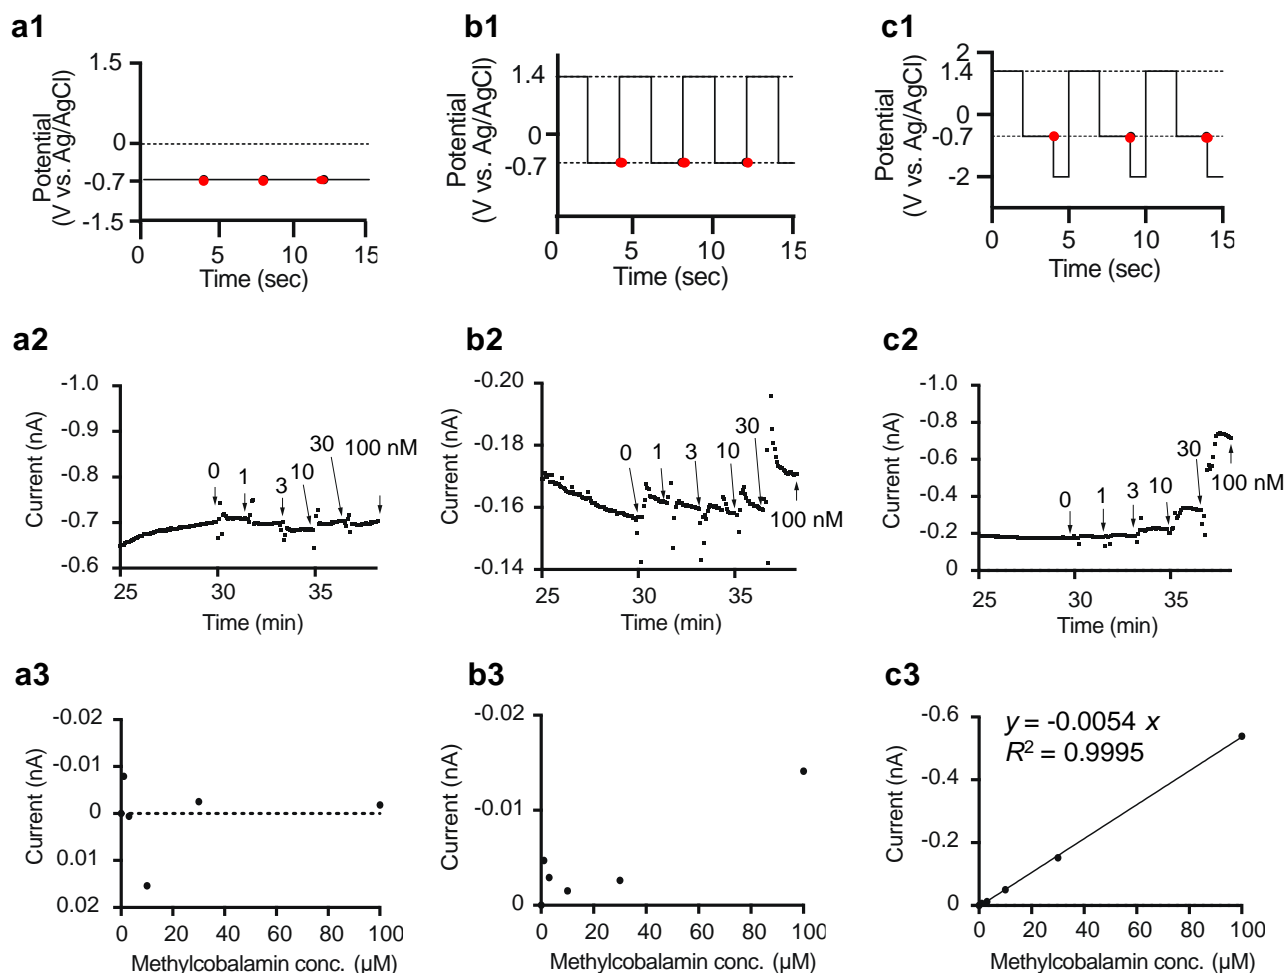 a1
1.5
0
-0.7
-1.5
Potential
(V vs. Ag/AgCl)
0 5 10 15
Time (sec)
b1
1.4
0
-0.7
Potential
(V vs. Ag/AgCl)
0 5 10 15
Time (sec)
c1
2
1.4
0
-0.7
-2
Potential
(V vs. Ag/AgCl)
0 5 10 15
Time (sec)
a2
-1.0
-0.9
-0.8
-0.7
-0.6
Current (nA)
0 1 3 10 30 100 nM
25 30 35
Time (min)
b2
-0.20
-0.18
-0.16
-0.14
Current (nA)
0 1 3 10 30 100 nM
25 30 35
Time (min)
c2
-1.0
-0.8
-0.6
-0.4
-0.2
0
Current (nA)
0 1 3 10 30 100 nM
25 30 35
Time (min)
a3
-0.02
-0.01
0
0.01
0.02
Current (nA)
0 20 40 60 80 100
Methylcobalamin conc. (µM)
b3
-0.02
-0.01
0
Current (nA)
0 20 40 60 80 100
Methylcobalamin conc. (µM)
c3
y = -0.0054 x
R² = 0.9995
-0.6
-0.4
-0.2
0
Current (nA)
0 20 40 60 80 100
Methylcobalamin conc. (µM)